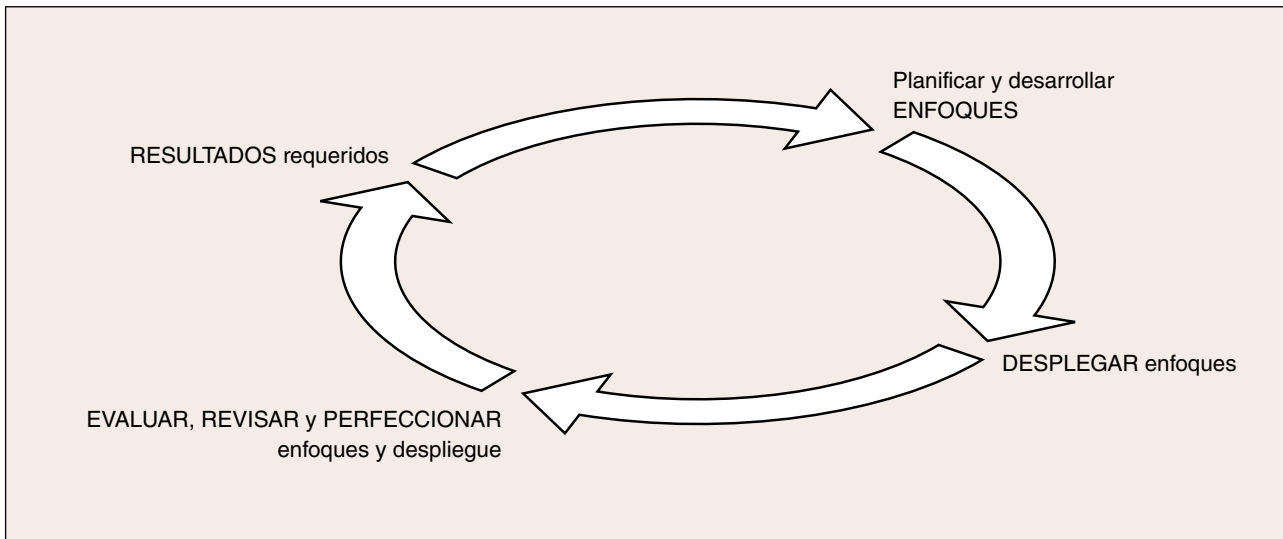 Planificar y desarrollar
ENFOQUES
RESULTADOS requeridos
DESPLEGAR enfoques
EVALUAR, REVISAR y PERFECCIONAR
enfoques y despliegue